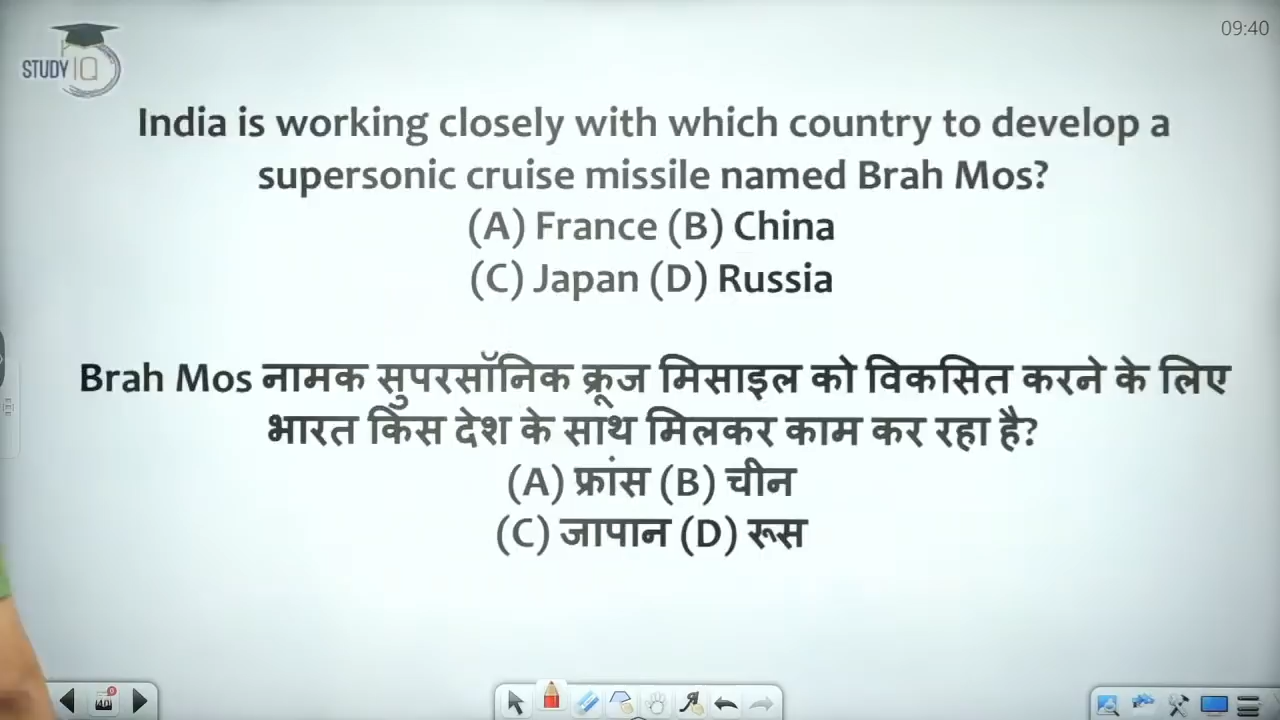 09:40
STUDY IQ
India is working closely with which country to develop a
supersonic cruise missile named Brah Mos?
(A) France (B) China
(C) Japan (D) Russia
Brah Mos नामक सुपरसॉनिक क्रूज मिसाइल को विकसित करने के लिए
भारत किस देश के साथ मिलकर काम कर रहा है?
(A) फ्रांस (B) चीन
(C) जापान (D) रूस